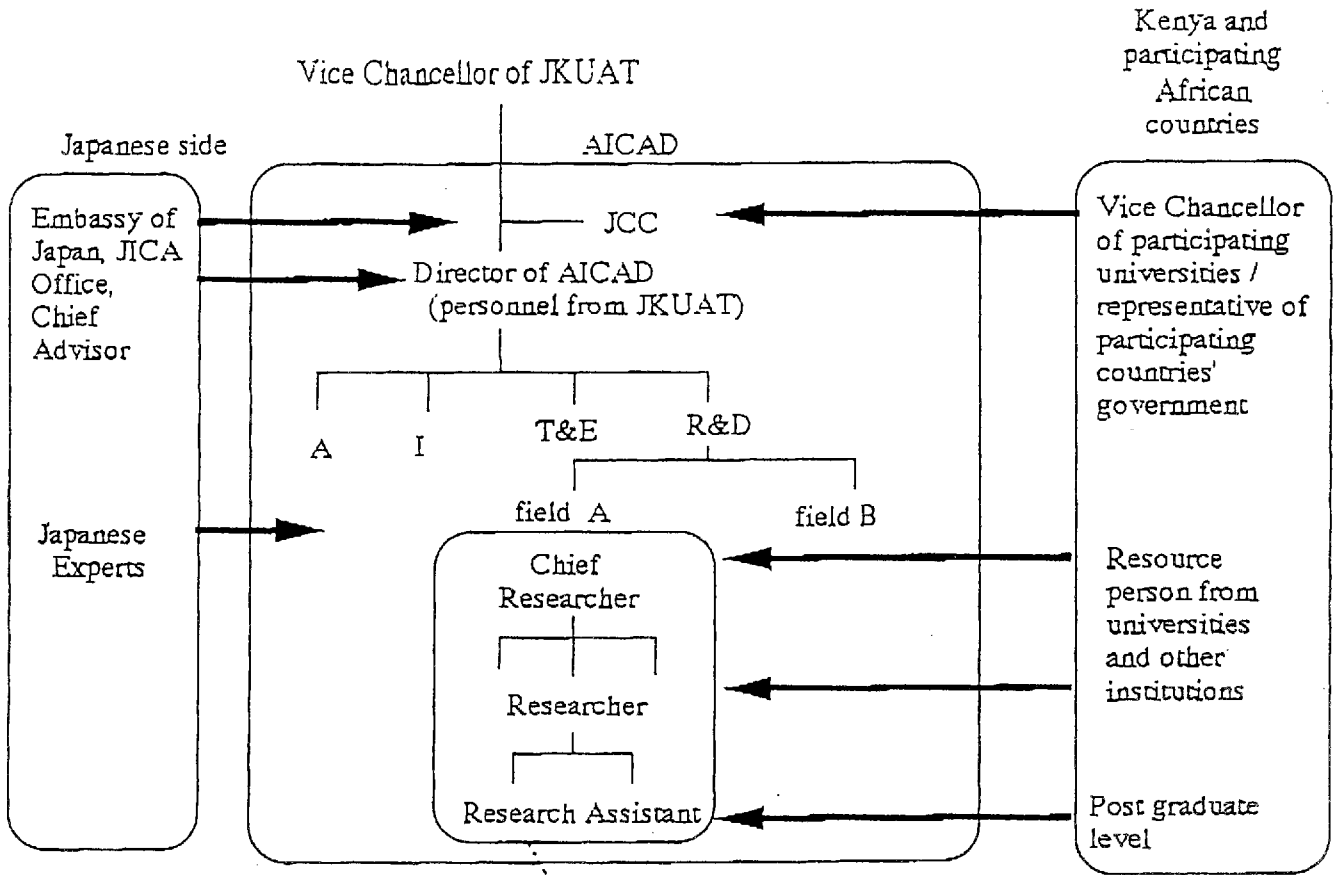 Kenya and
participating
African
countries
Vice Chancellor of JKUAT
Japanese side
AICAD
Embassy of
Japan, JICA
Office,
Chief
Advisor
JCC
Director of AICAD
(personnel from JKUAT)
Vice Chancellor
of participating
universities /
representative of
participating
countries'
government
A
I
T&E
R&D
field A
field B
Japanese
Experts
Chief
Researcher
Researcher
Research Assistant
Resource
person from
universities
and other
institutions
Post graduate
level